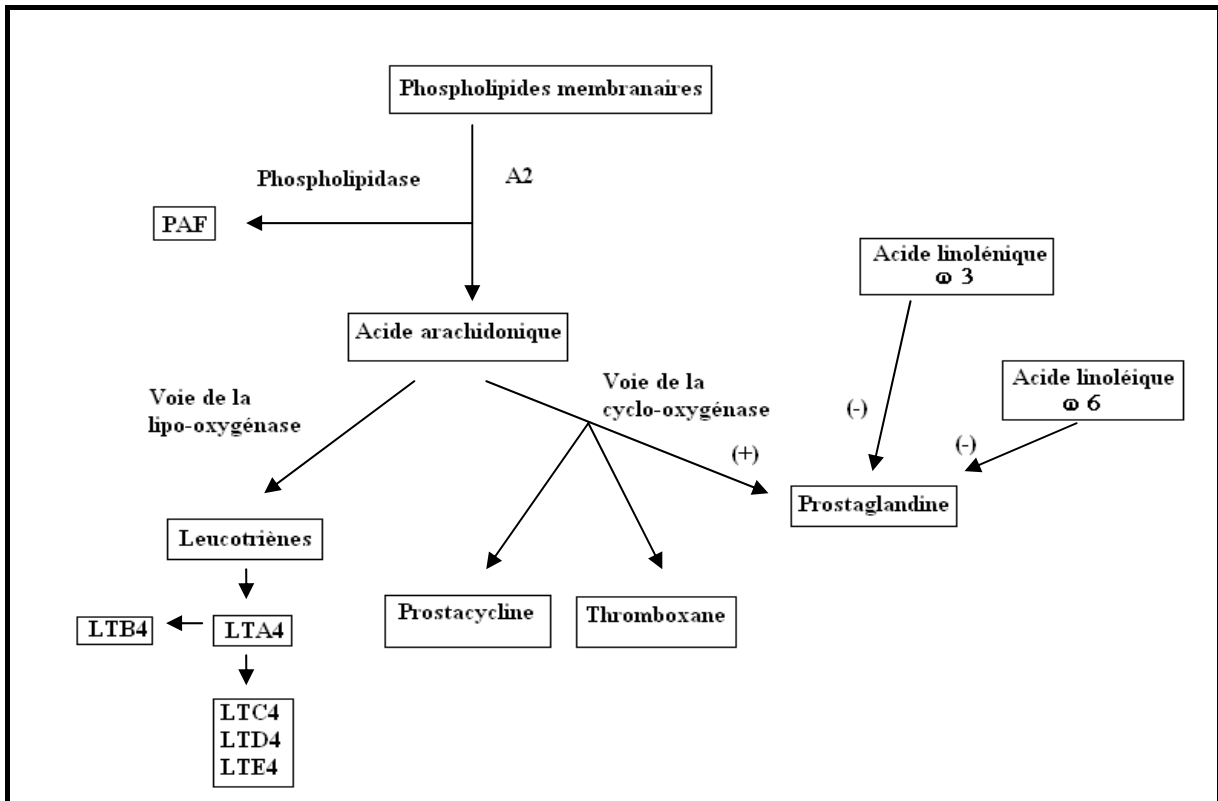 Phospholipides membranaires
Phospholipidase
A2
PAF
Acide linolénique
ω 3
Acide arachidonique
Voie de la
lipo-oxygénase
Voie de la
cyclo-oxygénase
Acide linoléique
ω 6
(-)
(-)
(+)
Prostaglandine
Leucotriènes
Prostacycline
Thromboxane
LTB4
LTA4
LTC4
LTD4
LTE4